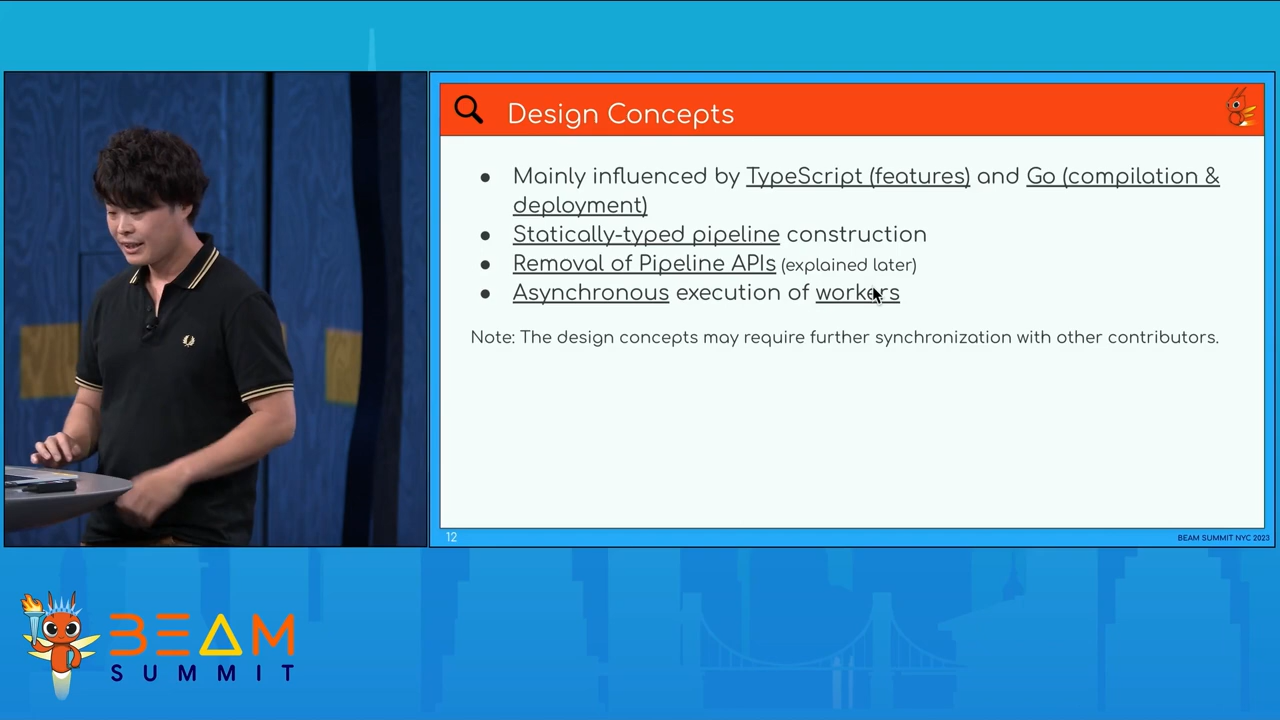 Design Concepts
● Mainly influenced by TypeScript (features) and Go (compilation &
deployment)
● Statically-typed pipeline construction
● Removal of Pipeline APIs (explained later)
● Asynchronous execution of workers
Note: The design concepts may require further synchronization with other contributors.
12
BEAM SUMMIT NYC 2023
BEAM
SUMMIT